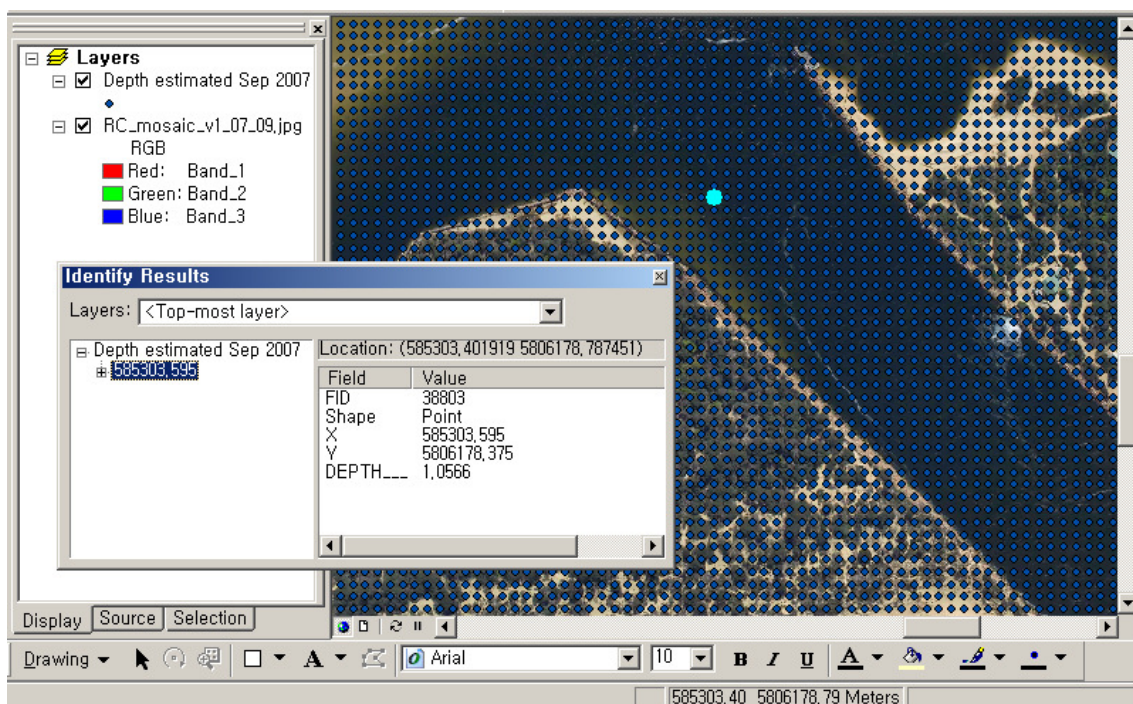 Layers
Depth estimated Sep 2007
RC_mosaic_v1_07_09.jpg
RGB
Red: Band_1
Green: Band_2
Blue: Band_3
Identify Results
Layers: <Top-most layer>
Depth estimated Sep 2007
585303,595
Location: (585303,401919 5806178,787451)
Field Value
FID 38803
Shape Point
X 585303,595
Y 5806178,375
DEPTH___ 1,0566
Display Source Selection
Drawing A Arial 10 B I U A
585303,40 5806178,79 Meters